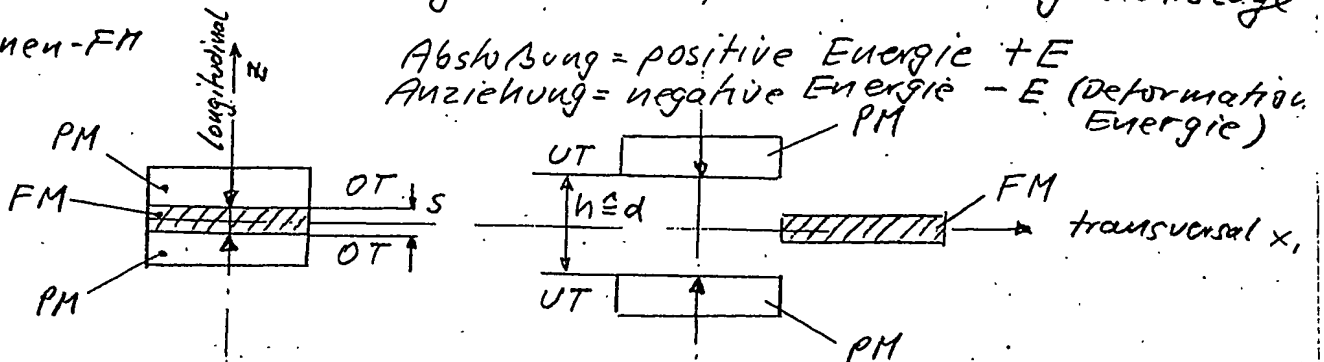 nen-FM
Abstoßung = positive Energie + E
Anziehung = negative Energie - E (Deformation
Energie)
longitudinal
z
PM
FM
PM
OT
s
OT
UT
h ≙ d
UT
PM
FM
transversal x,
PM